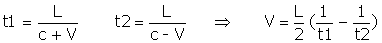 t1 = L / (c + V)    t2 = L / (c - V)    ⇒    V = L/2 (1/t1 − 1/t2)